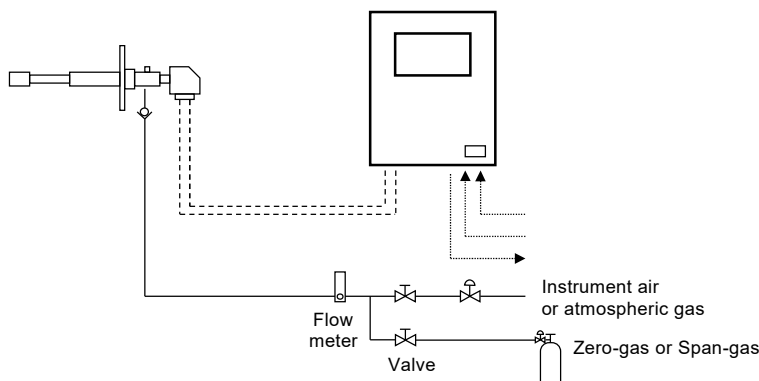 Instrument air
or atmospheric gas
Flow
meter
Zero-gas or Span-gas
Valve